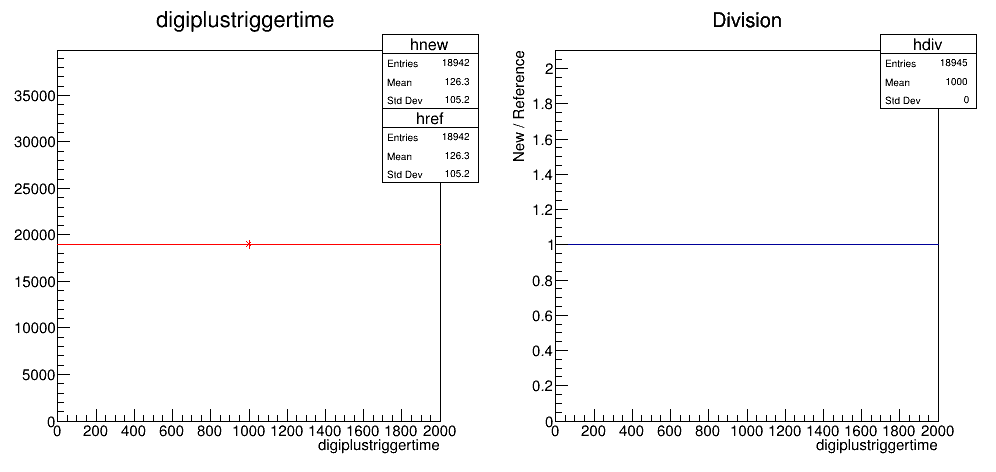 digiplustriggertime
hnew
Entries 18942
Mean 126.3
Std Dev 105.2
href
Entries 18942
Mean 126.3
Std Dev 105.2
35000
30000
25000
20000
15000
10000
5000
0
0 200 400 600 800 1000 1200 1400 1600 1800 2000
digiplustriggertime
Division
hdiv
Entries 18945
Mean 1000
Std Dev 0
New / Reference
2
1.8
1.6
1.4
1.2
1
0.8
0.6
0.4
0.2
0
0 200 400 600 800 1000 1200 1400 1600 1800 2000
digiplustriggertime